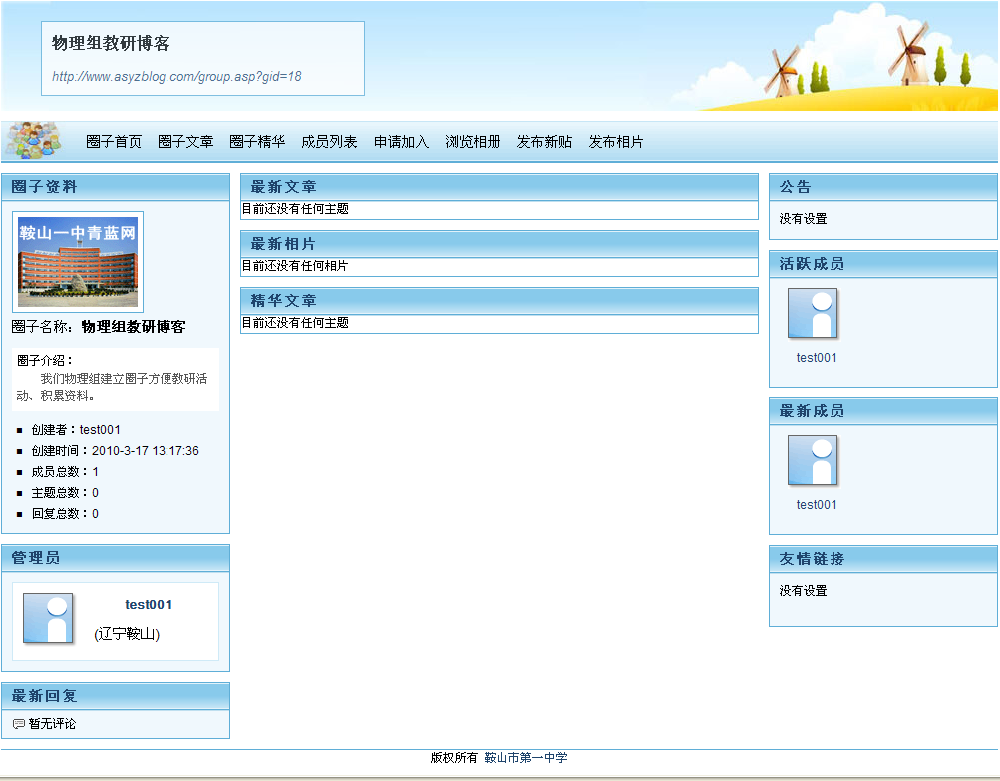 物理组教研博客
http://www.asyzblog.com/group.asp?gid=18
圈子首页 圈子文章 圈子精华 成员列表 申请加入 浏览相册 发布新贴 发布相片
圈子资料
鞍山一中青蓝网
圈子名称：物理组教研博客
圈子介绍：
我们物理组建立圈子方便教研活
动、积累资料。
创建者：test001
创建时间：2010-3-17 13:17:36
成员总数：1
主题总数：0
回复总数：0
管理员
test001
(辽宁鞍山)
最新回复
暂无评论
最新文章
目前还没有任何主题
最新相片
目前还没有任何相片
精华文章
目前还没有任何主题
公告
没有设置
活跃成员
test001
最新成员
test001
友情链接
没有设置
版权所有 鞍山市第一中学